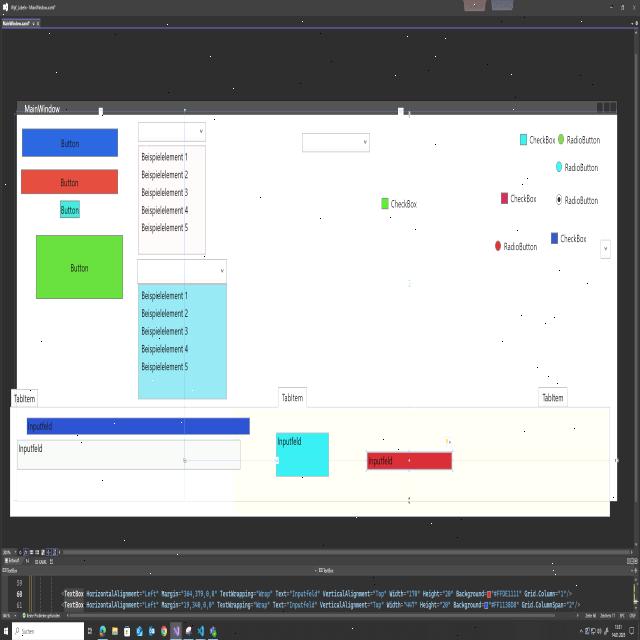 MainWindow.xaml*
MainWindow
Button
CheckBox
RadioButton
Beispielelement 1
Button
Beispielelement 2
RadioButton
Beispielelement 3
CheckBox
RadioButton
Button
Beispielelement 4
CheckBox
Beispielelement 5
CheckBox
RadioButton
Button
Beispielelement 1
Beispielelement 2
Beispielelement 3
Beispielelement 4
Beispielelement 5
TabItem
TabItem
TabItem
Inputfeld
Inputfeld
Inputfeld
Inputfeld
TextBox
TextBox
59
60 <TextBox HorizontalAlignment="Left" Margin="364,379,0,0" TextWrapping="Wrap" Text="Inputfeld" VerticalAlignment="Top" Width="170" Height="20" Background="#FFDE1111" Grid.Column="1"/>
61 <TextBox HorizontalAlignment="Left" Margin="19,340,0,0" TextWrapping="Wrap" Text="Inputfeld" VerticalAlignment="Top" Width="447" Height="20" Background="#FF1138D8" Grid.ColumnSpan="2"/>
Suchen